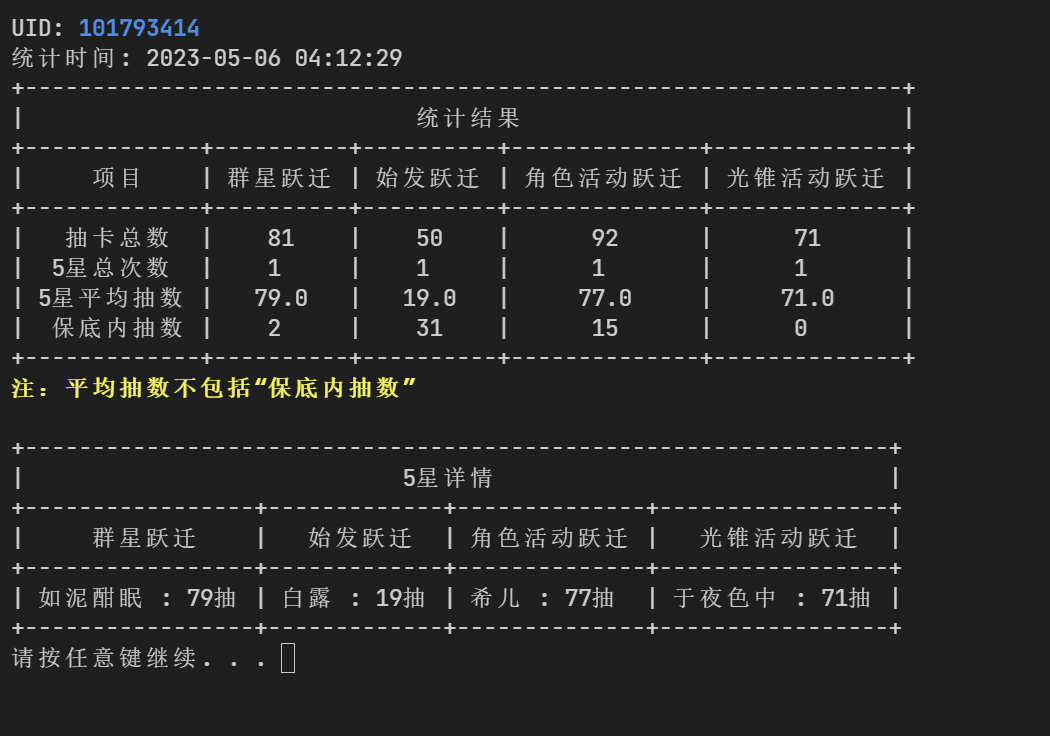 UID: 101793414
统计时间: 2023-05-06 04:12:29
+-----------------------------------------------------------------+
| 统计结果 |
+-------------+----------+----------+--------------+--------------+
| 项目 | 群星跃迁 | 始发跃迁 | 角色活动跃迁 | 光锥活动跃迁 |
+-------------+----------+----------+--------------+--------------+
| 抽卡总数 | 81 | 50 | 92 | 71 |
| 5星总次数 | 1 | 1 | 1 | 1 |
| 5星平均抽数 | 79.0 | 19.0 | 77.0 | 71.0 |
| 保底内抽数 | 2 | 31 | 15 | 0 |
+-------------+----------+----------+--------------+--------------+
注：平均抽数不包括“保底内抽数”
+----------------------------------------------------------------+
| 5星详情 |
+-----------------+-------------+--------------+-----------------+
| 群星跃迁 | 始发跃迁 | 角色活动跃迁 | 光锥活动跃迁 |
+-----------------+-------------+--------------+-----------------+
| 如泥酣眠 : 79抽 | 白露 : 19抽 | 希儿 : 77抽 | 于夜色中 : 71抽 |
+-----------------+-------------+--------------+-----------------+
请按任意键继续. . .